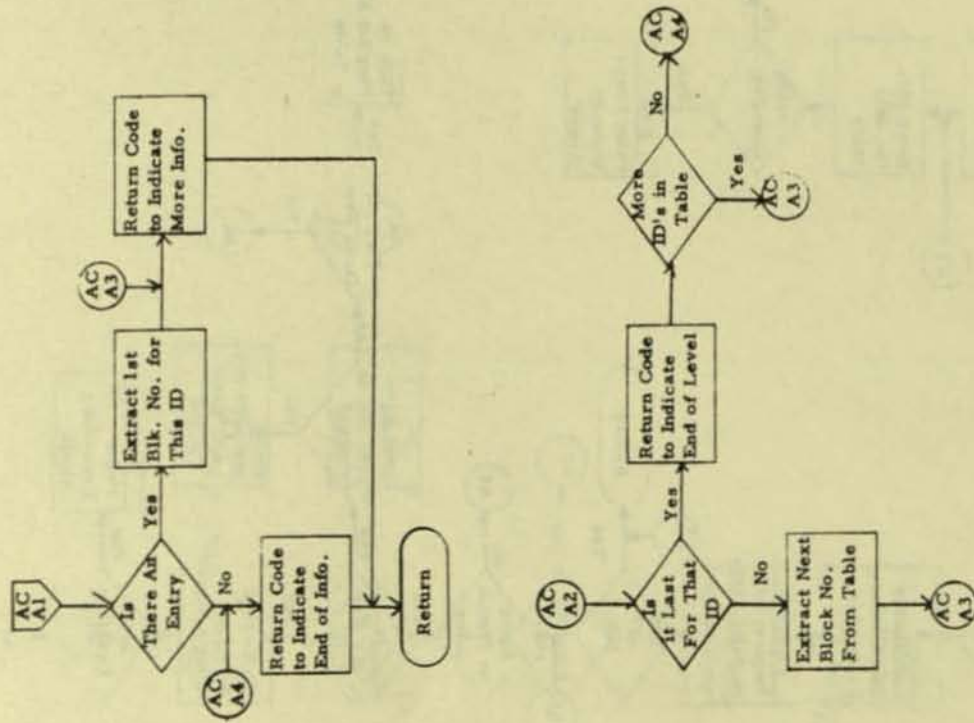 AC
A1
Is
There An
Entry
Yes
No
Extract 1st
Blk. No. for
This ID
AC
A3
Return Code
to Indicate
More Info.
AC
A4
Return Code
to Indicate
End of Info.
Return
AC
A2
Is
it Last
For That
ID
Yes
No
Return Code
to Indicate
End of Level
More
ID's in
Table
No
AC
A4
Yes
AC
A3
Extract Next
Block No.
From Table
AC
A3